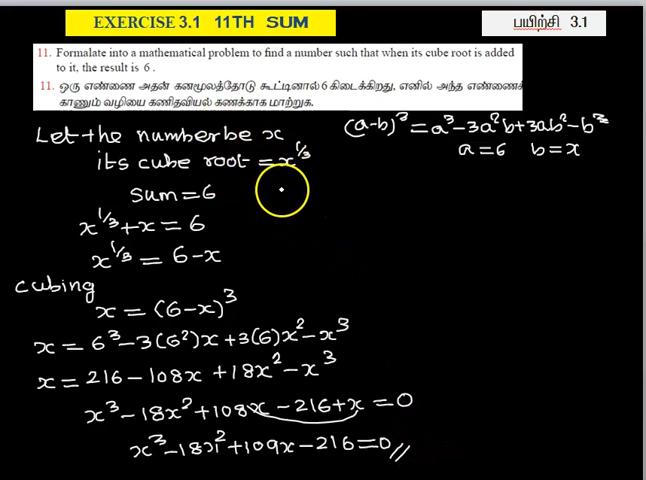 EXERCISE 3.1 11TH SUM
பயிற்சி 3.1
11. Formalate into a mathematical problem to find a number such that when its cube root is added
to it, the result is 6 .
11. ஒரு எண்ணை அதன் கனமூலத்தோடு கூட்டினால் 6 கிடைக்கிறது, எனில் அந்த எண்ணைக்
காணும் வழியை கணிதவியல் கணக்காக மாற்றுக.
Let the number be x
its cube root = x^1/3
(a-b)^3 = a^3 - 3a^2b + 3ab^2 - b^3
a=6 b=x
sum = 6
x^1/3 + x = 6
x^1/3 = 6-x
cubing
x = (6-x)^3
x = 6^3 - 3(6^2)x + 3(6)x^2 - x^3
x = 216 - 108x + 18x^2 - x^3
x^3 - 18x^2 + 108x - 216 + x = 0
x^3 - 18x^2 + 109x - 216 = 0 //